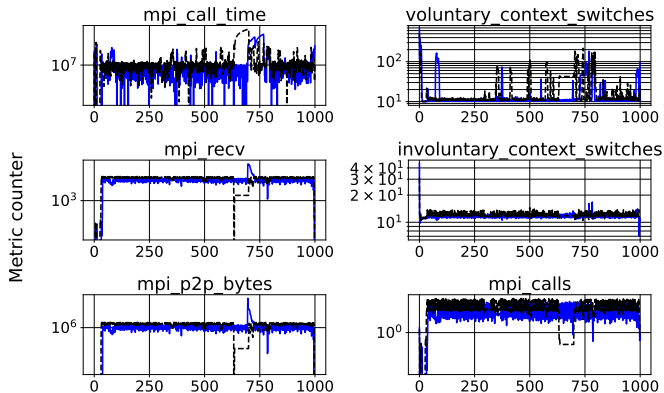 mpi_call_time
voluntary_context_switches
10⁷
10²
10¹
0 250 500 750 1000
0 250 500 750 1000
mpi_recv
involuntary_context_switches
10³
4 × 10¹
3 × 10¹
2 × 10¹
10¹
0 250 500 750 1000
0 250 500 750 1000
Metric counter
mpi_p2p_bytes
mpi_calls
10⁶
10⁰
0 250 500 750 1000
0 250 500 750 1000